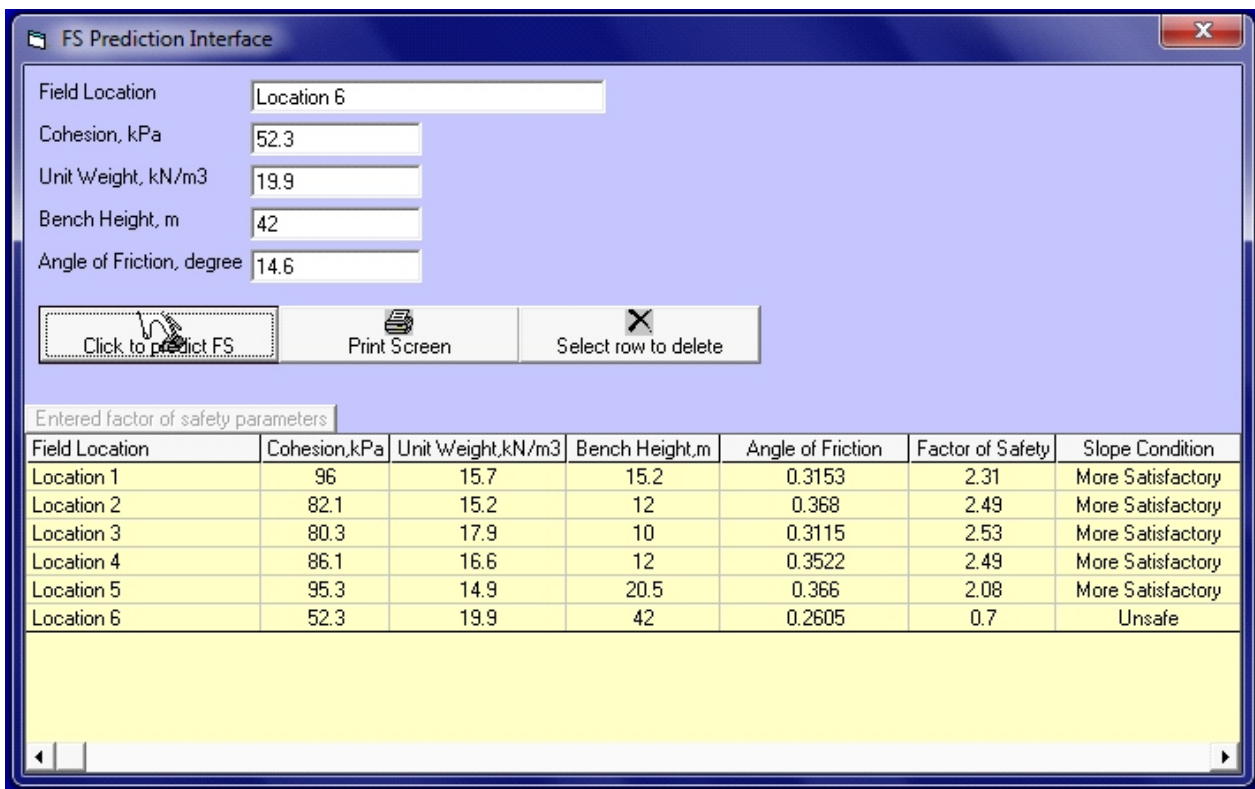 FS Prediction Interface
Field Location Location 6
Cohesion, kPa 52.3
Unit Weight, kN/m3 19.9
Bench Height, m 42
Angle of Friction, degree 14.6
Click to predict FS Print Screen Select row to delete
Entered factor of safety parameters
Field Location Cohesion,kPa Unit Weight,kN/m3 Bench Height,m Angle of Friction Factor of Safety Slope Condition
Location 1 96 15.7 15.2 0.3153 2.31 More Satisfactory
Location 2 82.1 15.2 12 0.368 2.49 More Satisfactory
Location 3 80.3 17.9 10 0.3115 2.53 More Satisfactory
Location 4 86.1 16.6 12 0.3522 2.49 More Satisfactory
Location 5 95.3 14.9 20.5 0.366 2.08 More Satisfactory
Location 6 52.3 19.9 42 0.2605 0.7 Unsafe